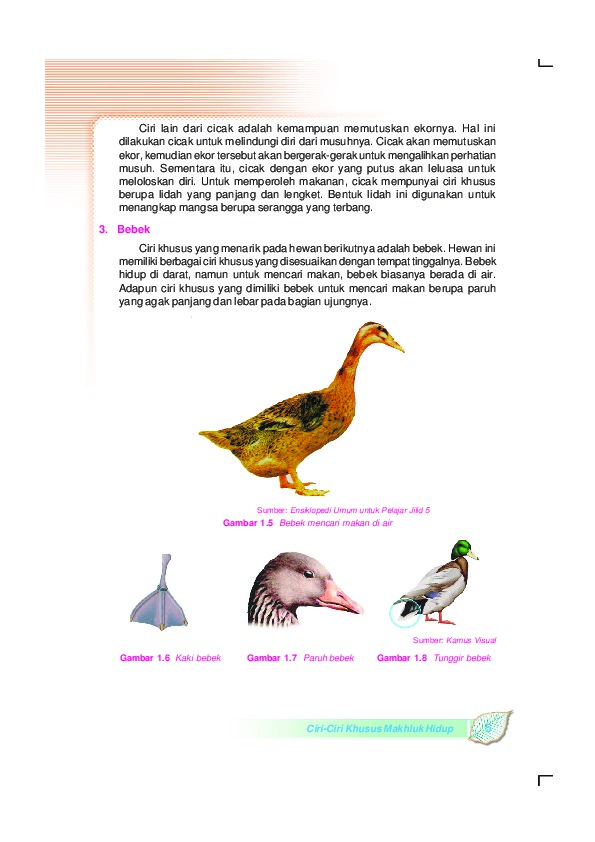 Ciri lain dari cicak adalah kemampuan memutuskan ekornya. Hal ini
dilakukan cicak untuk melindungi diri dari musuhnya. Cicak akan memutuskan
ekor, kemudian ekor tersebut akan bergerak-gerak untuk mengalihkan perhatian
musuh. Sementara itu, cicak dengan ekor yang putus akan leluasa untuk
meloloskan diri. Untuk memperoleh makanan, cicak mempunyai ciri khusus
berupa lidah yang panjang dan lengket. Bentuk lidah ini digunakan untuk
menangkap mangsa berupa serangga yang terbang.
3. Bebek
Ciri khusus yang menarik pada hewan berikutnya adalah bebek. Hewan ini
memiliki berbagai ciri khusus yang disesuaikan dengan tempat tinggalnya. Bebek
hidup di darat, namun untuk mencari makan, bebek biasanya berada di air.
Adapun ciri khusus yang dimiliki bebek untuk mencari makan berupa paruh
yang agak panjang dan lebar pada bagian ujungnya.
Sumber: Ensiklopedi Umum untuk Pelajar Jilid 5
Gambar 1.5 Bebek mencari makan di air
Sumber: Kamus Visual
Gambar 1.6 Kaki bebek
Gambar 1.7 Paruh bebek
Gambar 1.8 Tunggir bebek
Ciri-Ciri Khusus Makhluk Hidup